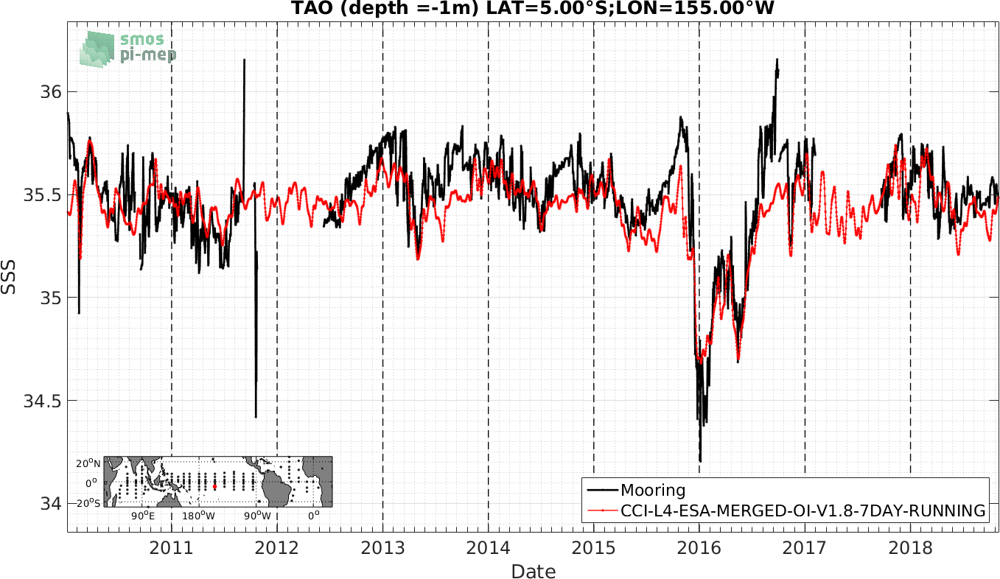 TAO (depth =-1m) LAT=5.00°S;LON=155.00°W
smos
pi-mep
36
35.5
35
34.5
34
SSS
20°N
0°
20°S
90°E 180°W 90°W 0°
Mooring
CCI-L4-ESA-MERGED-OI-V1.8-7DAY-RUNNING
2011 2012 2013 2014 2015 2016 2017 2018
Date